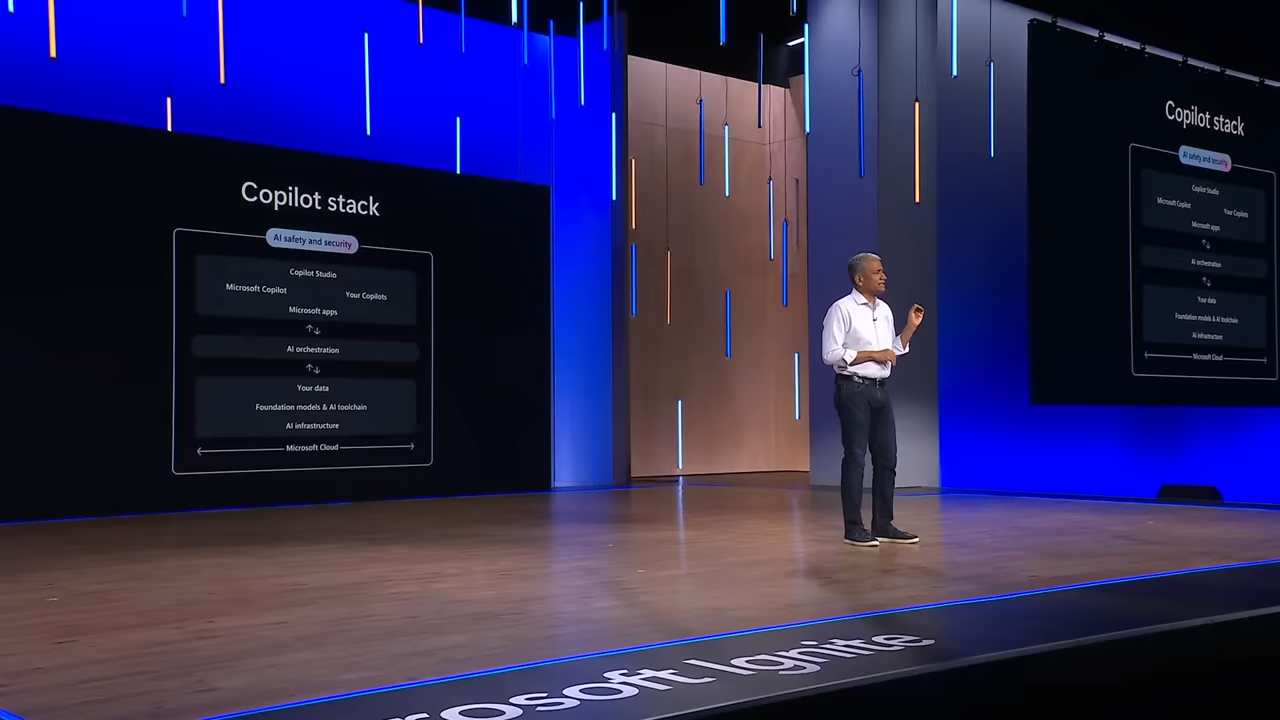 Copilot stack
AI safety and security
Copilot Studio
Microsoft Copilot
Your Copilots
Microsoft apps
AI orchestration
Your data
Foundation models & AI toolchain
AI infrastructure
Microsoft Cloud
Copilot stack
AI safety and security
Copilot Studio
Microsoft Copilot
Your Copilots
Microsoft apps
AI orchestration
Your data
Foundation models & AI toolchain
AI infrastructure
Microsoft Cloud
rosoft Ignite